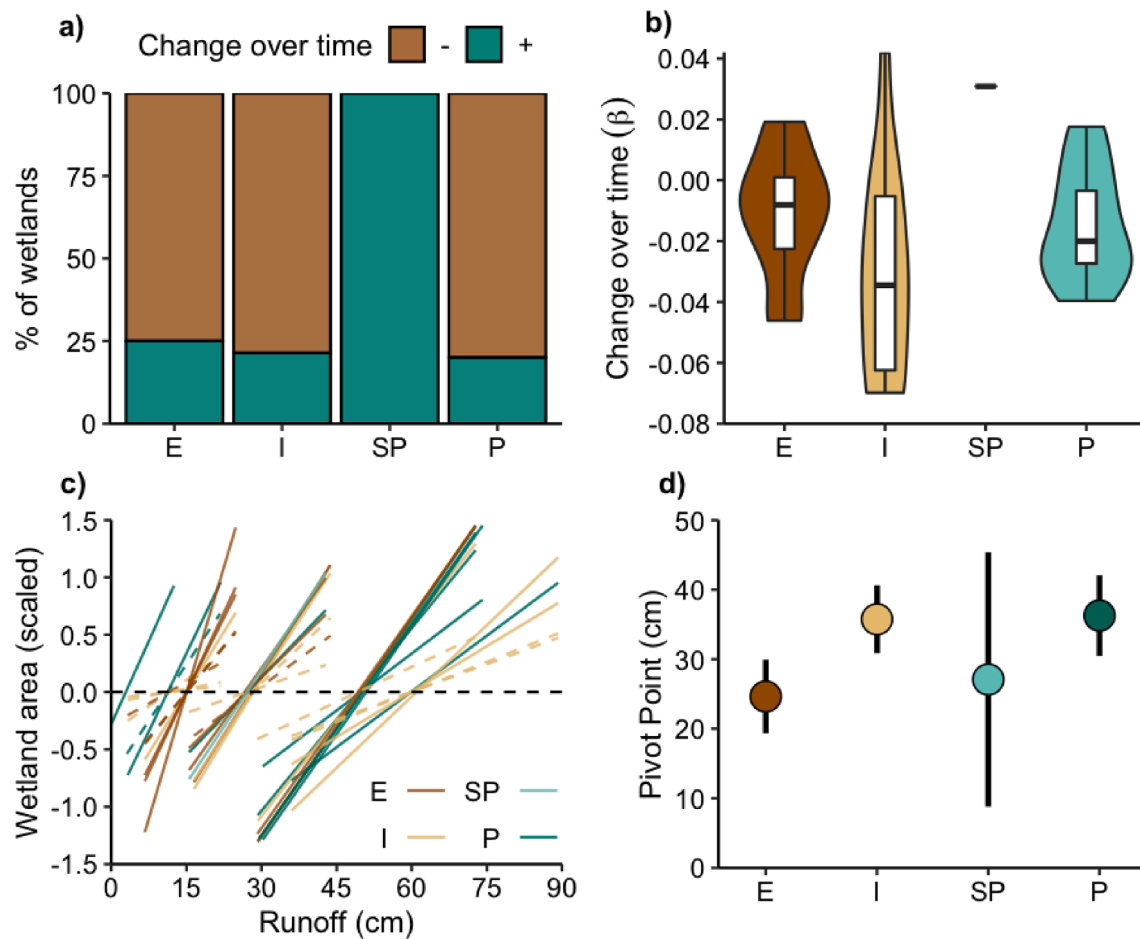 a)
Change over time - +
% of wetlands
100
75
50
25
0
E I SP P
b)
Change over time (β)
0.04
0.02
0.00
-0.02
-0.04
-0.06
-0.08
E I SP P
c)
Wetland area (scaled)
1.5
1.0
0.5
0.0
-0.5
-1.0
-1.5
E SP
I P
0 15 30 45 60 75 90
Runoff (cm)
d)
Pivot Point (cm)
50
40
30
20
10
0
E I SP P